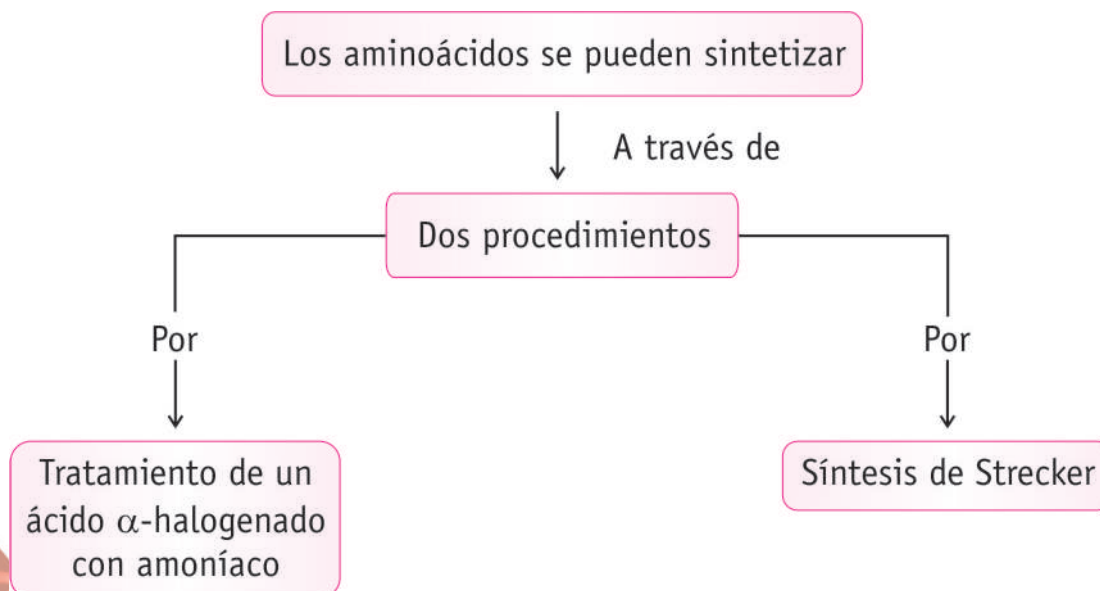 Los aminoácidos se pueden sintetizar
A través de
Dos procedimientos
Por
Por
Tratamiento de un
ácido α-halogenado
con amoníaco
Síntesis de Strecker